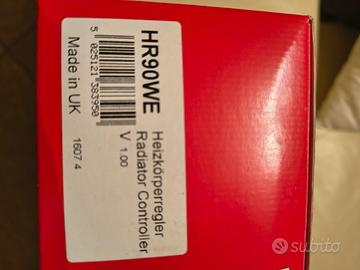 HR90WE
Heizkörperregler
Radiator Controller
V 1.00
5 025121 383950
Made in UK
1607 4
subito